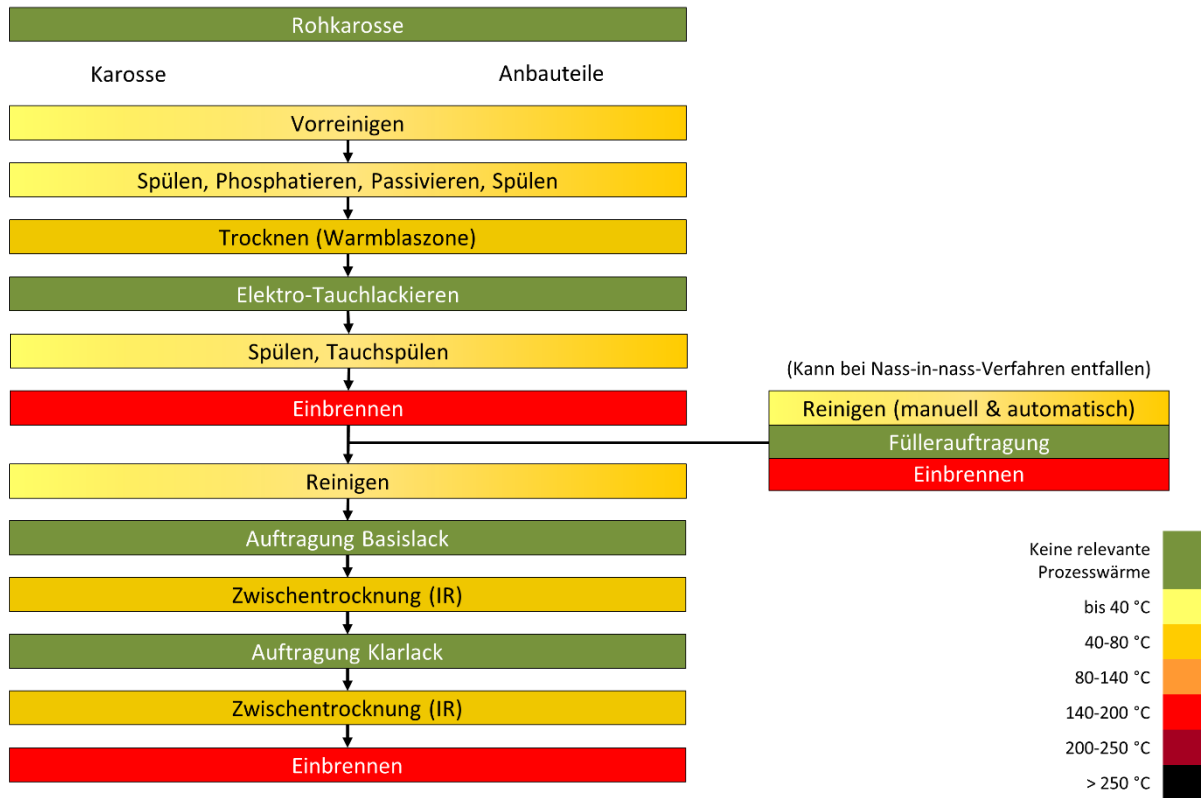 Rohkarosse
Karosse
Anbauteile
Vorreinigen
Spülen, Phosphatieren, Passivieren, Spülen
Trocknen (Warmblaszone)
Elektro-Tauchlackieren
Spülen, Tauchspülen
Einbrennen
(Kann bei Nass-in-nass-Verfahren entfallen)
Reinigen (manuell & automatisch)
Füllerauftragung
Einbrennen
Reinigen
Auftragung Basislack
Zwischentrocknung (IR)
Auftragung Klarlack
Zwischentrocknung (IR)
Einbrennen
Keine relevante
Prozesswärme
bis 40 °C
40-80 °C
80-140 °C
140-200 °C
200-250 °C
> 250 °C